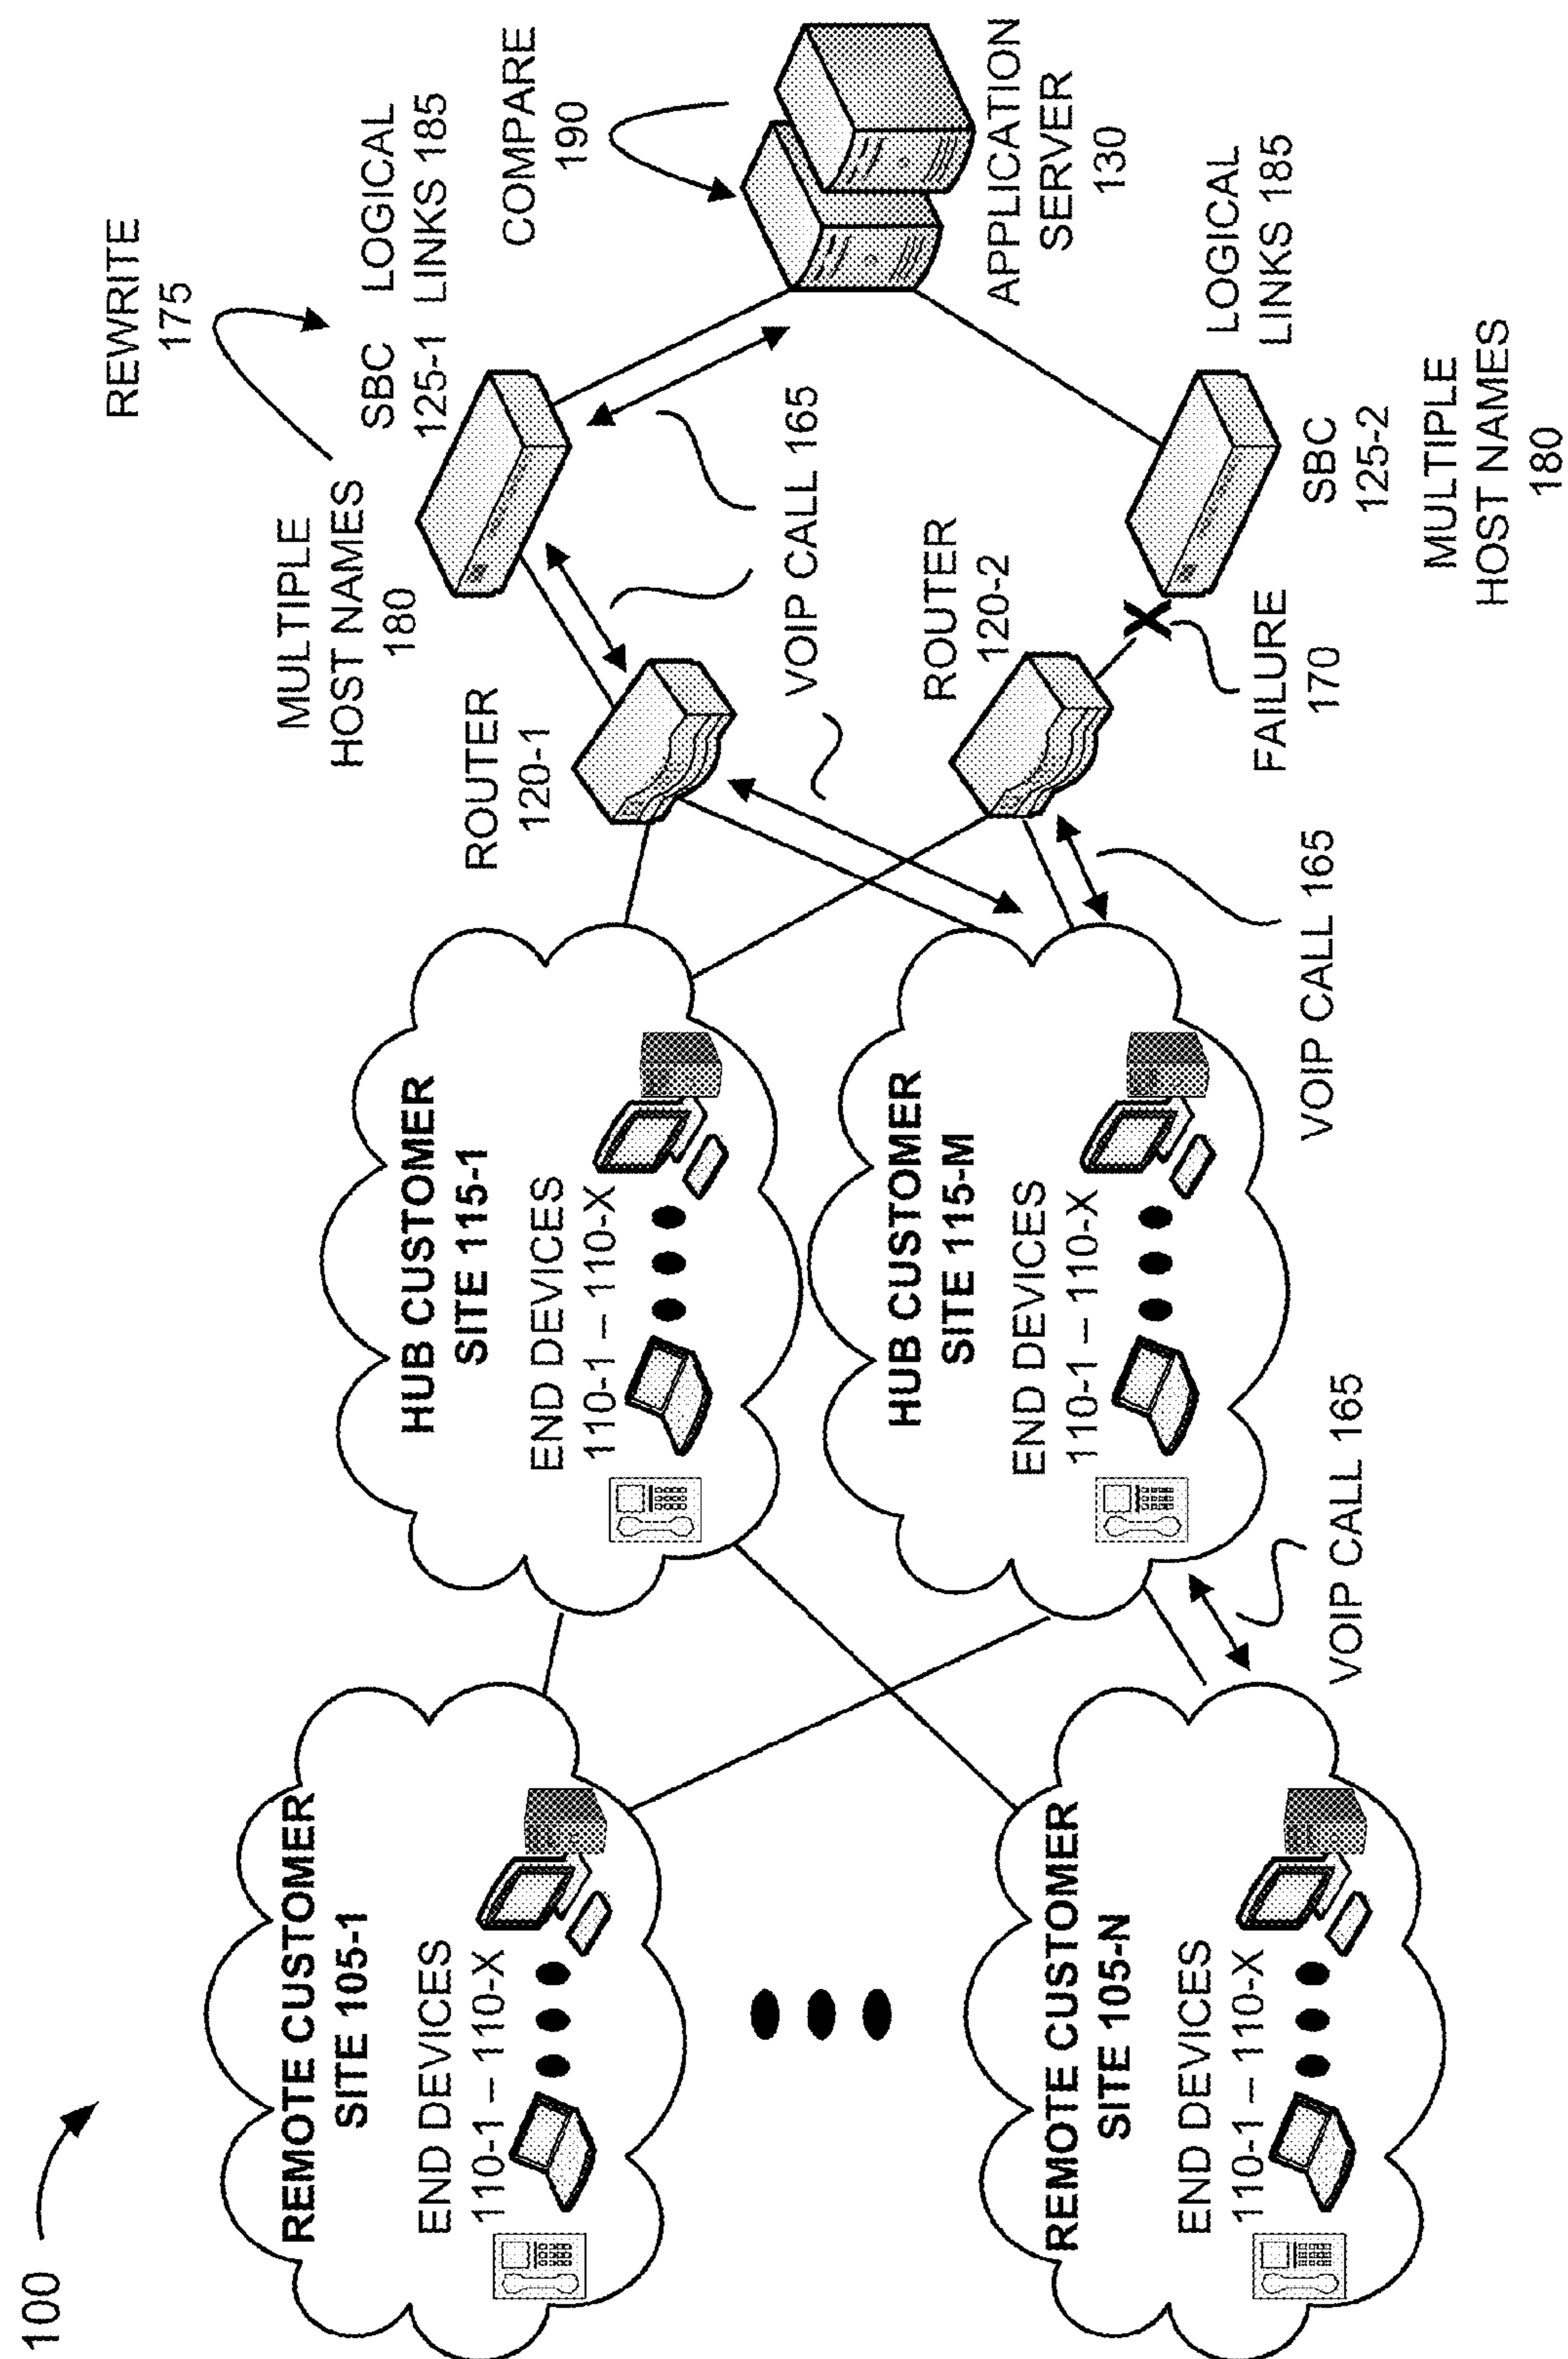 100
REMOTE CUSTOMER
SITE 105-1
END DEVICES
110-1 – 110-X
REMOTE CUSTOMER
SITE 105-N
END DEVICES
110-1 – 110-X
HUB CUSTOMER
SITE 115-1
END DEVICES
110-1 – 110-X
HUB CUSTOMER
SITE 115-M
END DEVICES
110-1 – 110-X
VOIP CALL 165
VOIP CALL 165
ROUTER
120-1
VOIP CALL 165
ROUTER
120-2
FAILURE
170
X
MULTIPLE
HOST NAMES
180
REWRITE
175
SBC
125-1
LOGICAL
LINKS 185
COMPARE
190
APPLICATION
SERVER
130
LOGICAL
LINKS 185
SBC
125-2
MULTIPLE
HOST NAMES
180